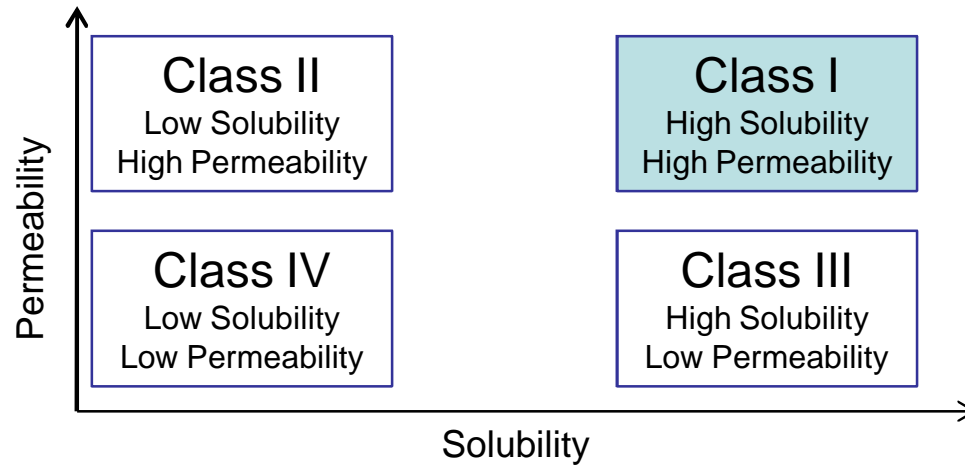 Permeability
Class II
Low Solubility
High Permeability
Class I
High Solubility
High Permeability
Class IV
Low Solubility
Low Permeability
Class III
High Solubility
Low Permeability
Solubility